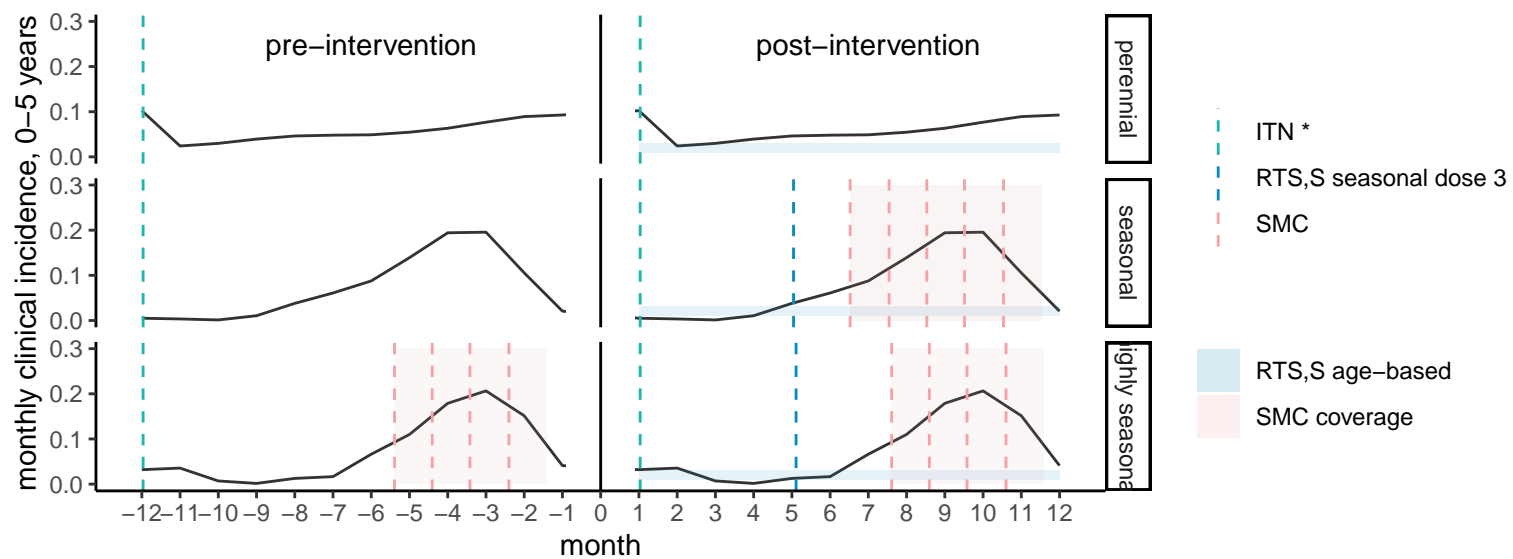 monthly clinical incidence, 0−5 years
pre−intervention
post−intervention
0.3
0.2
0.1
0.0
perennial
0.3
0.2
0.1
0.0
seasonal
0.3
0.2
0.1
0.0
ighly seasona
−12 −11 −10 −9 −8 −7 −6 −5 −4 −3 −2 −1 0 1 2 3 4 5 6 7 8 9 10 11 12
month
ITN *
RTS,S seasonal dose 3
SMC
RTS,S age−based
SMC coverage